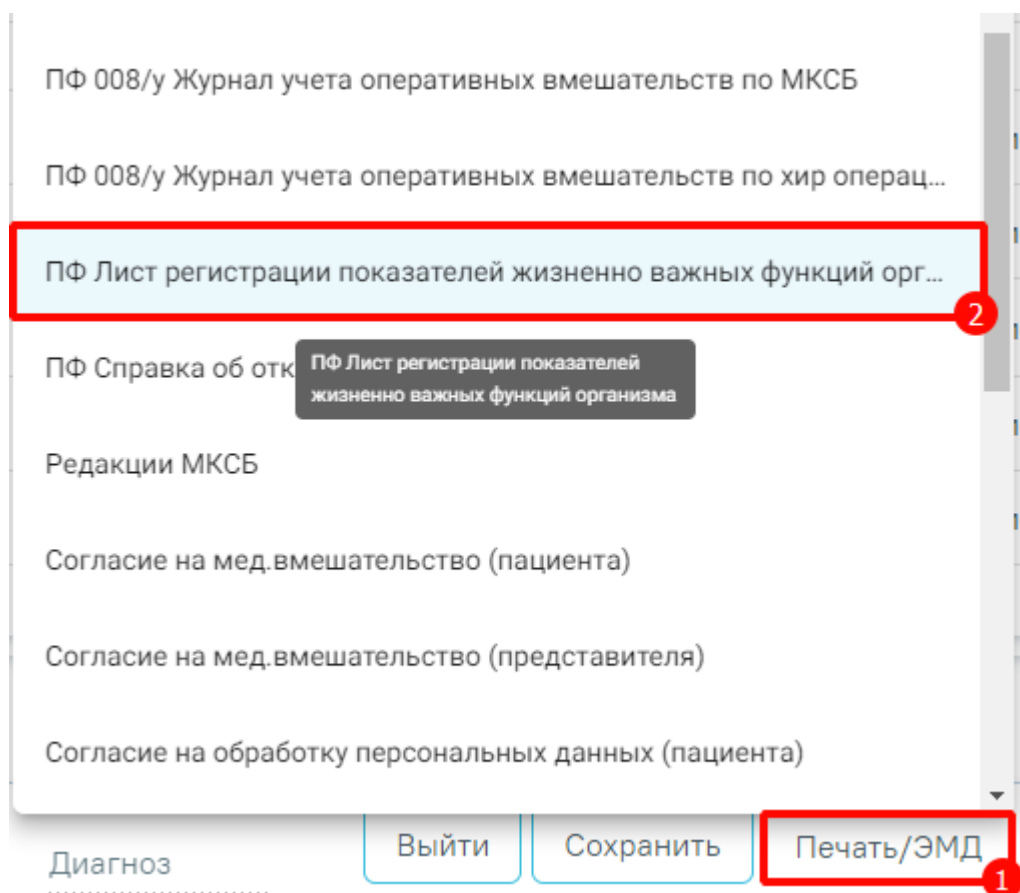 ПФ 008/у Журнал учета оперативных вмешательств по МКСБ
ПФ 008/у Журнал учета оперативных вмешательств по хир операц...
ПФ Лист регистрации показателей жизненно важных функций орг...
2
ПФ Справка об отк
ПФ Лист регистрации показателей
жизненно важных функций организма
Редакции МКСБ
Согласие на мед.вмешательство (пациента)
Согласие на мед.вмешательство (представителя)
Согласие на обработку персональных данных (пациента)
Диагноз
Выйти
Сохранить
Печать/ЭМД
1